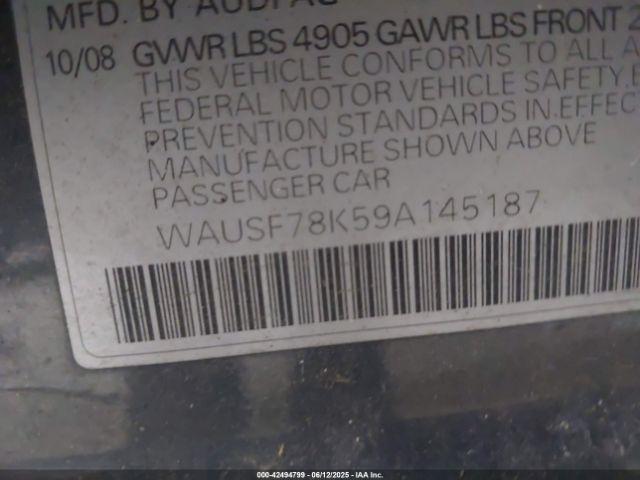 MFD. BY AUDI AG
10/08 GVWR LBS 4905 GAWR LBS FRONT 2
THIS VEHICLE CONFORMS TO ALL A
FEDERAL MOTOR VEHICLE SAFETY,
PREVENTION STANDARDS IN EFFEC
MANUFACTURE SHOWN ABOVE
PASSENGER CAR
WAUSF78K59A145187
000-42494799 - 06/12/2025 - IAA Inc.